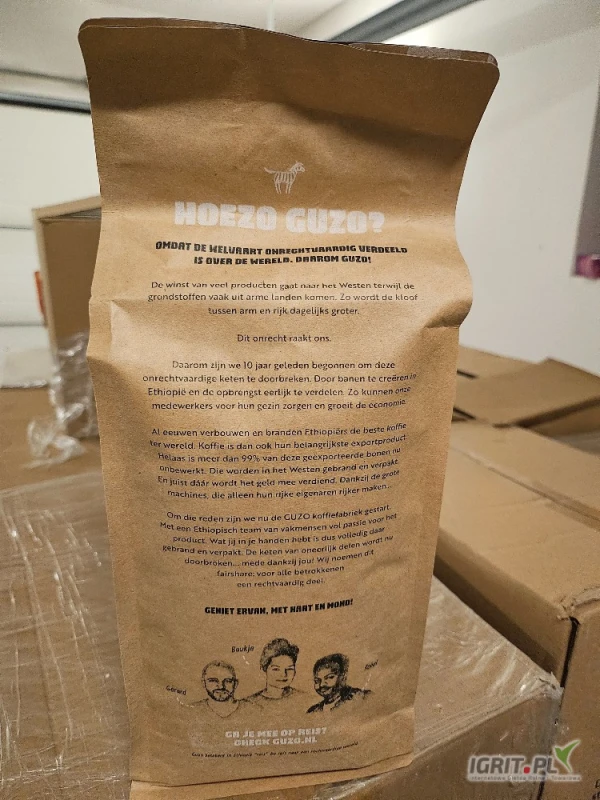 HOEZO GUZO?
OMDAT DE WELVAART ONRECHTVAARDIG VERDEELD
IS OVER DE WERELD. DAAROM GUZO!
De winst van veel producten gaat naar het Westen terwijl de
grondstoffen vaak uit arme landen komen. Zo wordt de kloof
tussen arm en rijk dagelijks groter.
Dit onrecht raakt ons.
Daarom zijn we 10 jaar geleden begonnen om deze
onrechtvaardige keten te doorbreken. Door banen te creëren in
Ethiopië en de opbrengst eerlijk te verdelen. Zo kunnen onze
medewerkers voor hun gezin zorgen en groeit de economie.
Al eeuwen verbouwen en branden Ethiopiërs de beste koffie
ter wereld. Koffie is dan ook hun belangrijkste exportproduct.
Helaas is meer dan 99% van deze geëxporteerde bonen nu
onbewerkt. Die worden in het Westen gebrand en verpakt.
En juist dáár wordt het geld mee verdiend. Dankzij de grote
machines, die alleen hun rijke eigenaren rijker maken...
Om die reden zijn we nu de GUZO koffiefabriek gestart.
Met een Ethiopisch team van vakmensen vol passie voor het
product. Wat jij in je handen hebt is dus volledig daar
gebrand en verpakt. De keten van oneerlijk delen wordt nu
doorbroken... mede dankzij jou! Wij noemen dit
fairshare: voor alle betrokkenen
een rechtvaardig deel.
GENIET ERVAN, MET HART EN MOND!
Boukje
Gerard
GA JE MEE OP REIS?
CHECK GUZO.NL
IGRIT.PL